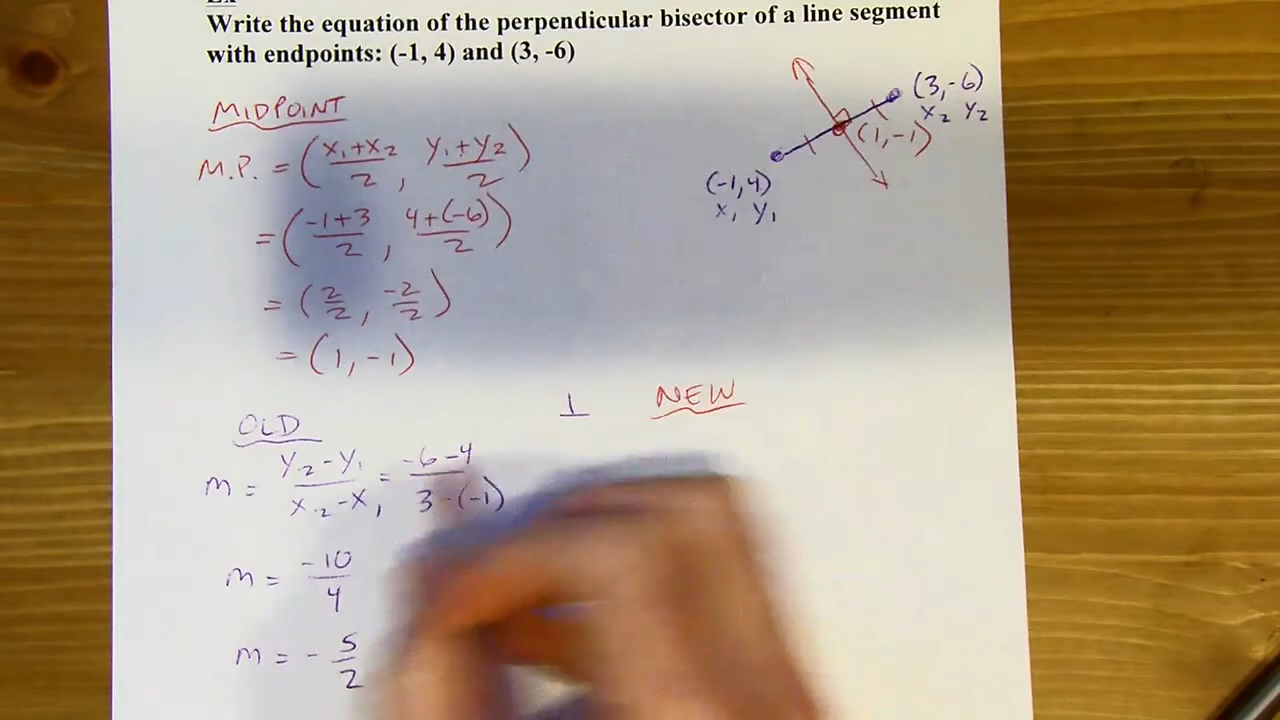 Ex
Write the equation of the perpendicular bisector of a line segment
with endpoints: (-1, 4) and (3, -6)
MIDPOINT
M.P. = (x₁+x₂/2, y₁+y₂/2)
= (-1+3/2, 4+(-6)/2)
= (2/2, -2/2)
= (1, -1)
(3,-6)
x₂ y₂
(1,-1)
(-1,4)
x₁ y₁
OLD
m = y₂-y₁/x₂-x₁ = -6-4/3-(-1)
m = -10/4
m = -5/2
⊥ NEW